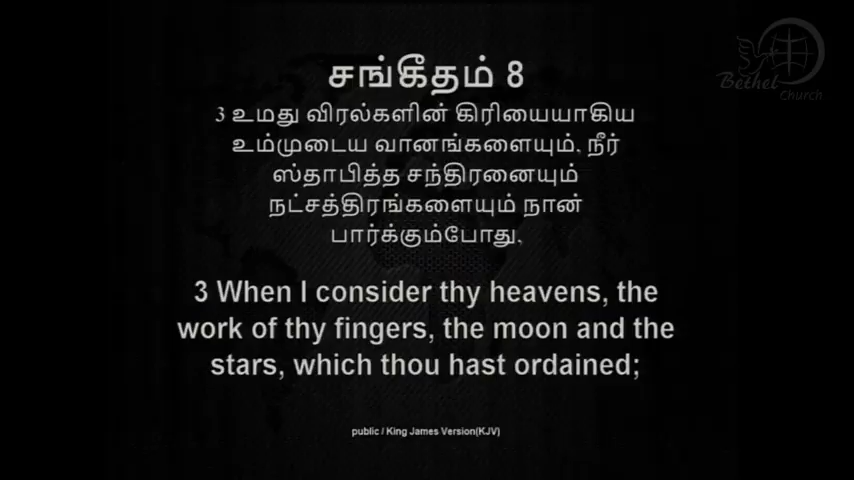 Bethel
Church
சங்கீதம் 8
3 உமது விரல்களின் கிரியையாகிய
உம்முடைய வானங்களையும், நீர்
ஸ்தாபித்த சந்திரனையும்
நட்சத்திரங்களையும் நான்
பார்க்கும்போது,
3 When I consider thy heavens, the
work of thy fingers, the moon and the
stars, which thou hast ordained;
public / King James Version(KJV)